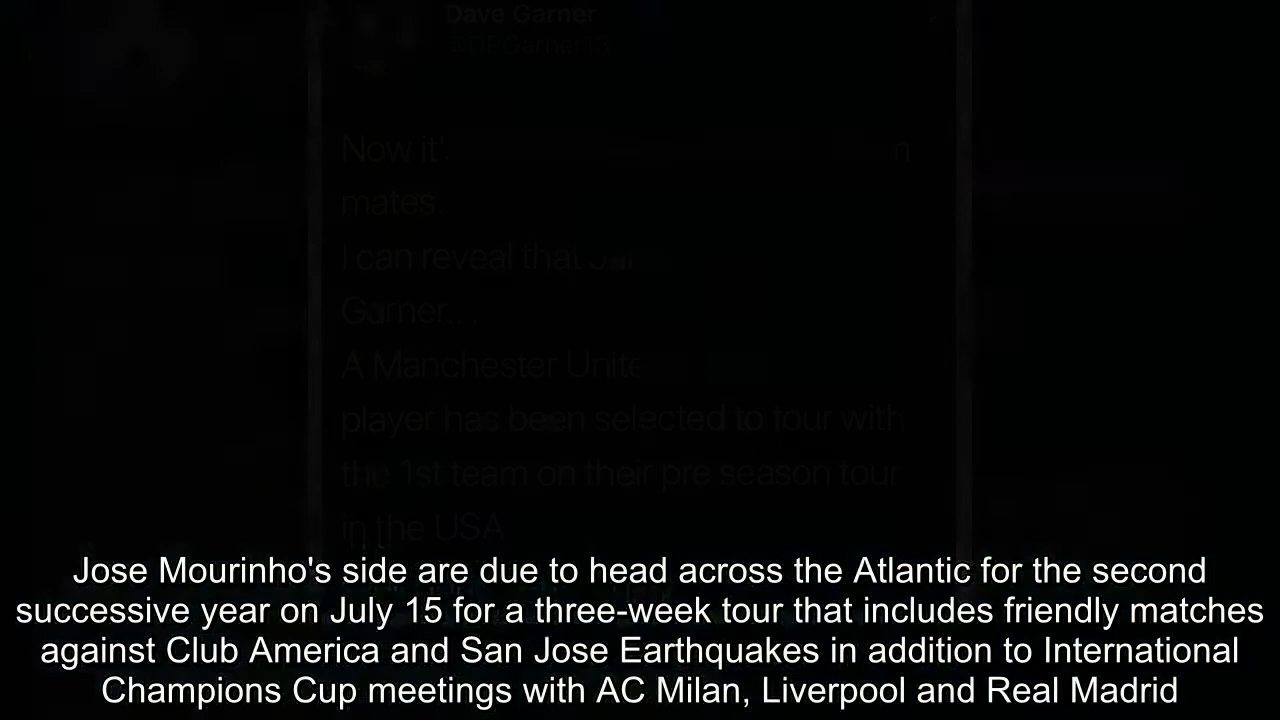 Dave Garner
@DPGarner13
Now it'
mates.
I can reveal that
Garner...
A Manchester Unite
player has been selected to tour with
the 1st team on their pre season tour
in the USA
Jose Mourinho's side are due to head across the Atlantic for the second
successive year on July 15 for a three-week tour that includes friendly matches
against Club America and San Jose Earthquakes in addition to International
Champions Cup meetings with AC Milan, Liverpool and Real Madrid